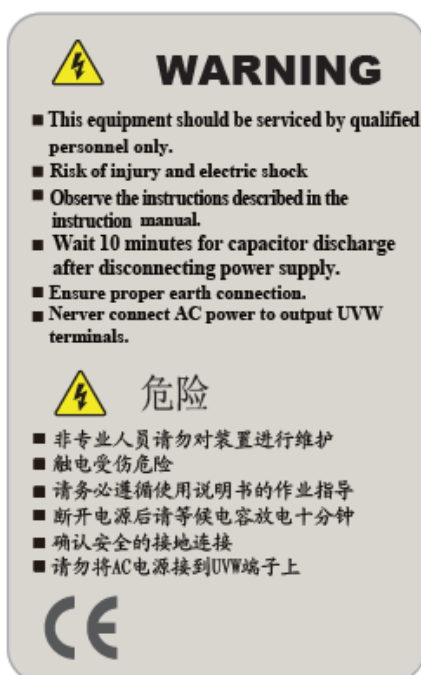 WARNING
■ This equipment should be serviced by qualified
personnel only.
■ Risk of injury and electric shock
■ Observe the instructions described in the
instruction manual.
■ Wait 10 minutes for capacitor discharge
after disconnecting power supply.
■ Ensure proper earth connection.
■ Nerver connect AC power to output UVW
terminals.
危险
■ 非专业人员请勿对装置进行维护
■ 触电受伤危险
■ 请务必遵循使用说明书的作业指导
■ 断开电源后请等候电容放电十分钟
■ 确认安全的接地连接
■ 请勿将AC电源接到UVW端子上
CE